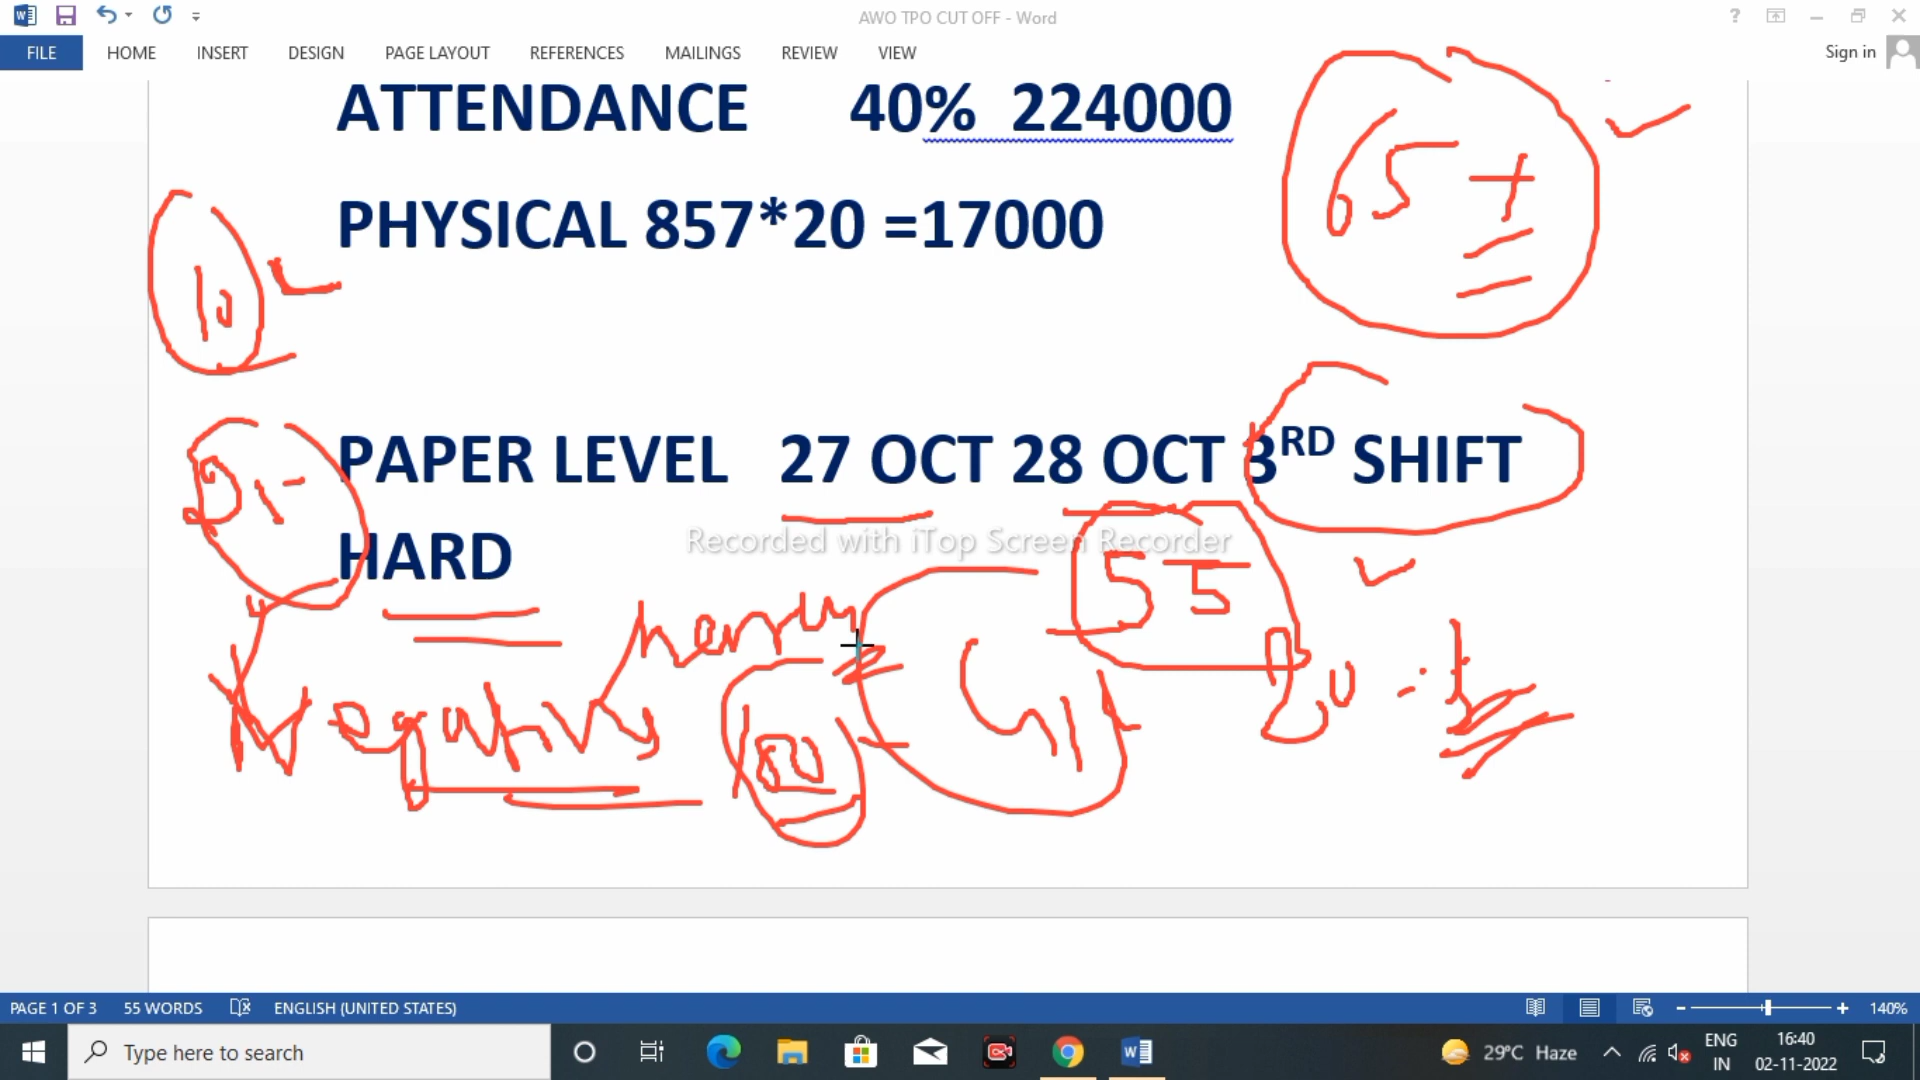 AWO TPO CUT OFF - Word
?
FILE HOME INSERT DESIGN PAGE LAYOUT REFERENCES MAILINGS REVIEW VIEW Sign in
ATTENDANCE 40% 224000
65 +
PHYSICAL 857*20 =17000
10
PAPER LEVEL 27 OCT 28 OCT 3RD SHIFT
HARD
Recorded with iTop Screen Recorder
55
Negative
PAGE 1 OF 3 55 WORDS ENGLISH (UNITED STATES) 140%
Type here to search
29°C Haze
ENG
IN
16:40
02-11-2022